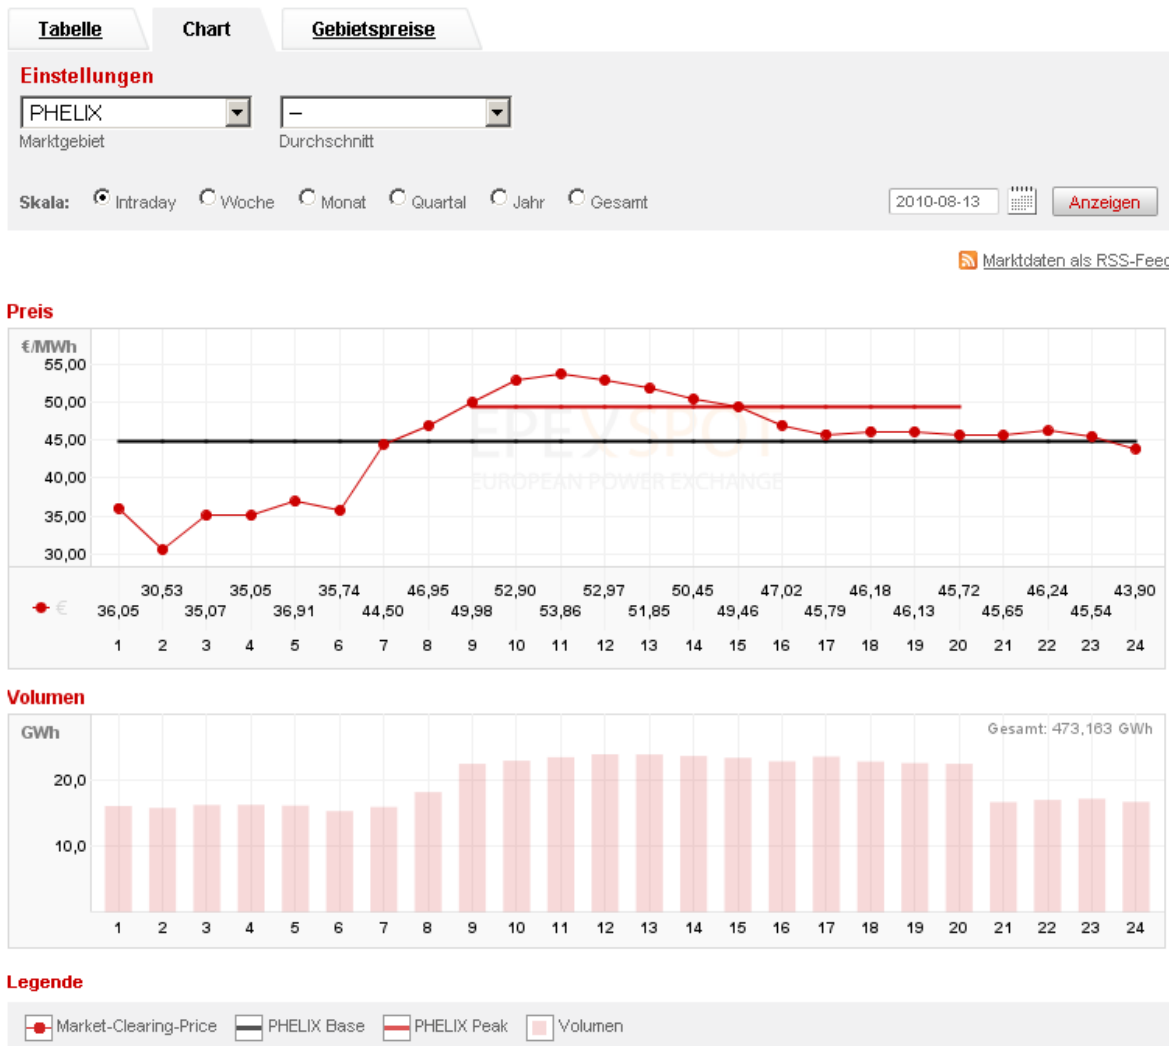 Tabelle Chart Gebietspreise
Einstellungen
PHELIX –
Marktgebiet Durchschnitt
Skala: Intraday Woche Monat Quartal Jahr Gesamt 2010-08-13 Anzeigen
Marktdaten als RSS-Feed
Preis
€/MWh
55,00
50,00
45,00
40,00
35,00
30,00
EPEXSPOT
EUROPEAN POWER EXCHANGE
30,53 35,05 35,74 46,95 52,90 52,97 50,45 47,02 46,18 45,72 46,24 43,90
€ 36,05 35,07 36,91 44,50 49,98 53,86 51,85 49,46 45,79 46,13 45,65 45,54
1 2 3 4 5 6 7 8 9 10 11 12 13 14 15 16 17 18 19 20 21 22 23 24
Volumen
GWh Gesamt: 473,163 GWh
20,0
10,0
1 2 3 4 5 6 7 8 9 10 11 12 13 14 15 16 17 18 19 20 21 22 23 24
Legende
Market-Clearing-Price PHELIX Base PHELIX Peak Volumen